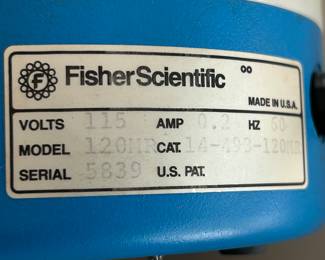 F FisherScientific
MADE IN U.S.A.
VOLTS 115 AMP 0.2 HZ 60
MODEL 120MR CAT. 14-493-120MR
SERIAL 5839 U.S. PAT.